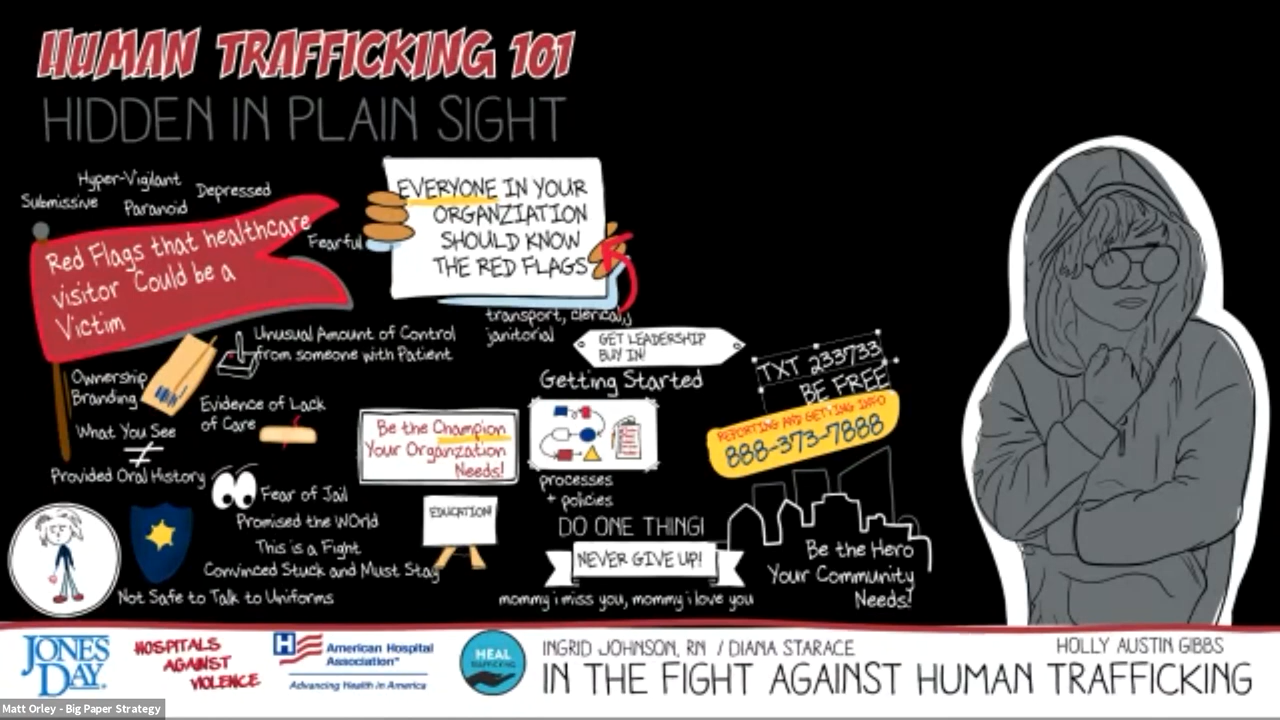 HUMAN TRAFFICKING 101
HIDDEN IN PLAIN SIGHT
Hyper-Vigilant
Submissive
Paranoid
Depressed
Fearful
Red Flags that healthcare
visitor Could be a
Victim
EVERYONE IN YOUR
ORGANZIATION
SHOULD KNOW
THE RED FLAGS
transport, clerical,
janitorial
Unusual Amount of Control
from someone with Patient
Ownership
Branding
Evidence of Lack
of Care
What You See
≠
Provided Oral History
Fear of Jail
Promised the WOrld
This is a Fight
Convinced Stuck and Must Stay
Not Safe to Talk to Uniforms
GET LEADERSHIP
BUY IN!
Getting Started
Be the Champion
Your Organzation
Needs!
processes
+ policies
EDUCATION
DO ONE THING!
NEVER GIVE UP!
mommy i miss you, mommy i love you
TXT 233733
BE FREE
REPORTING AND GETTING INFO
888-373-7888
Be the Hero
Your Community
Needs!
JONES
DAY®
HOSPITALS
AGAINST
VIOLENCE
H
American Hospital
Association™
Advancing Health in America
HEAL
TRAFFICKING
INGRID JOHNSON, RN / DIANA STARACE
HOLLY AUSTIN GIBBS
IN THE FIGHT AGAINST HUMAN TRAFFICKING
Matt Orley - Big Paper Strategy